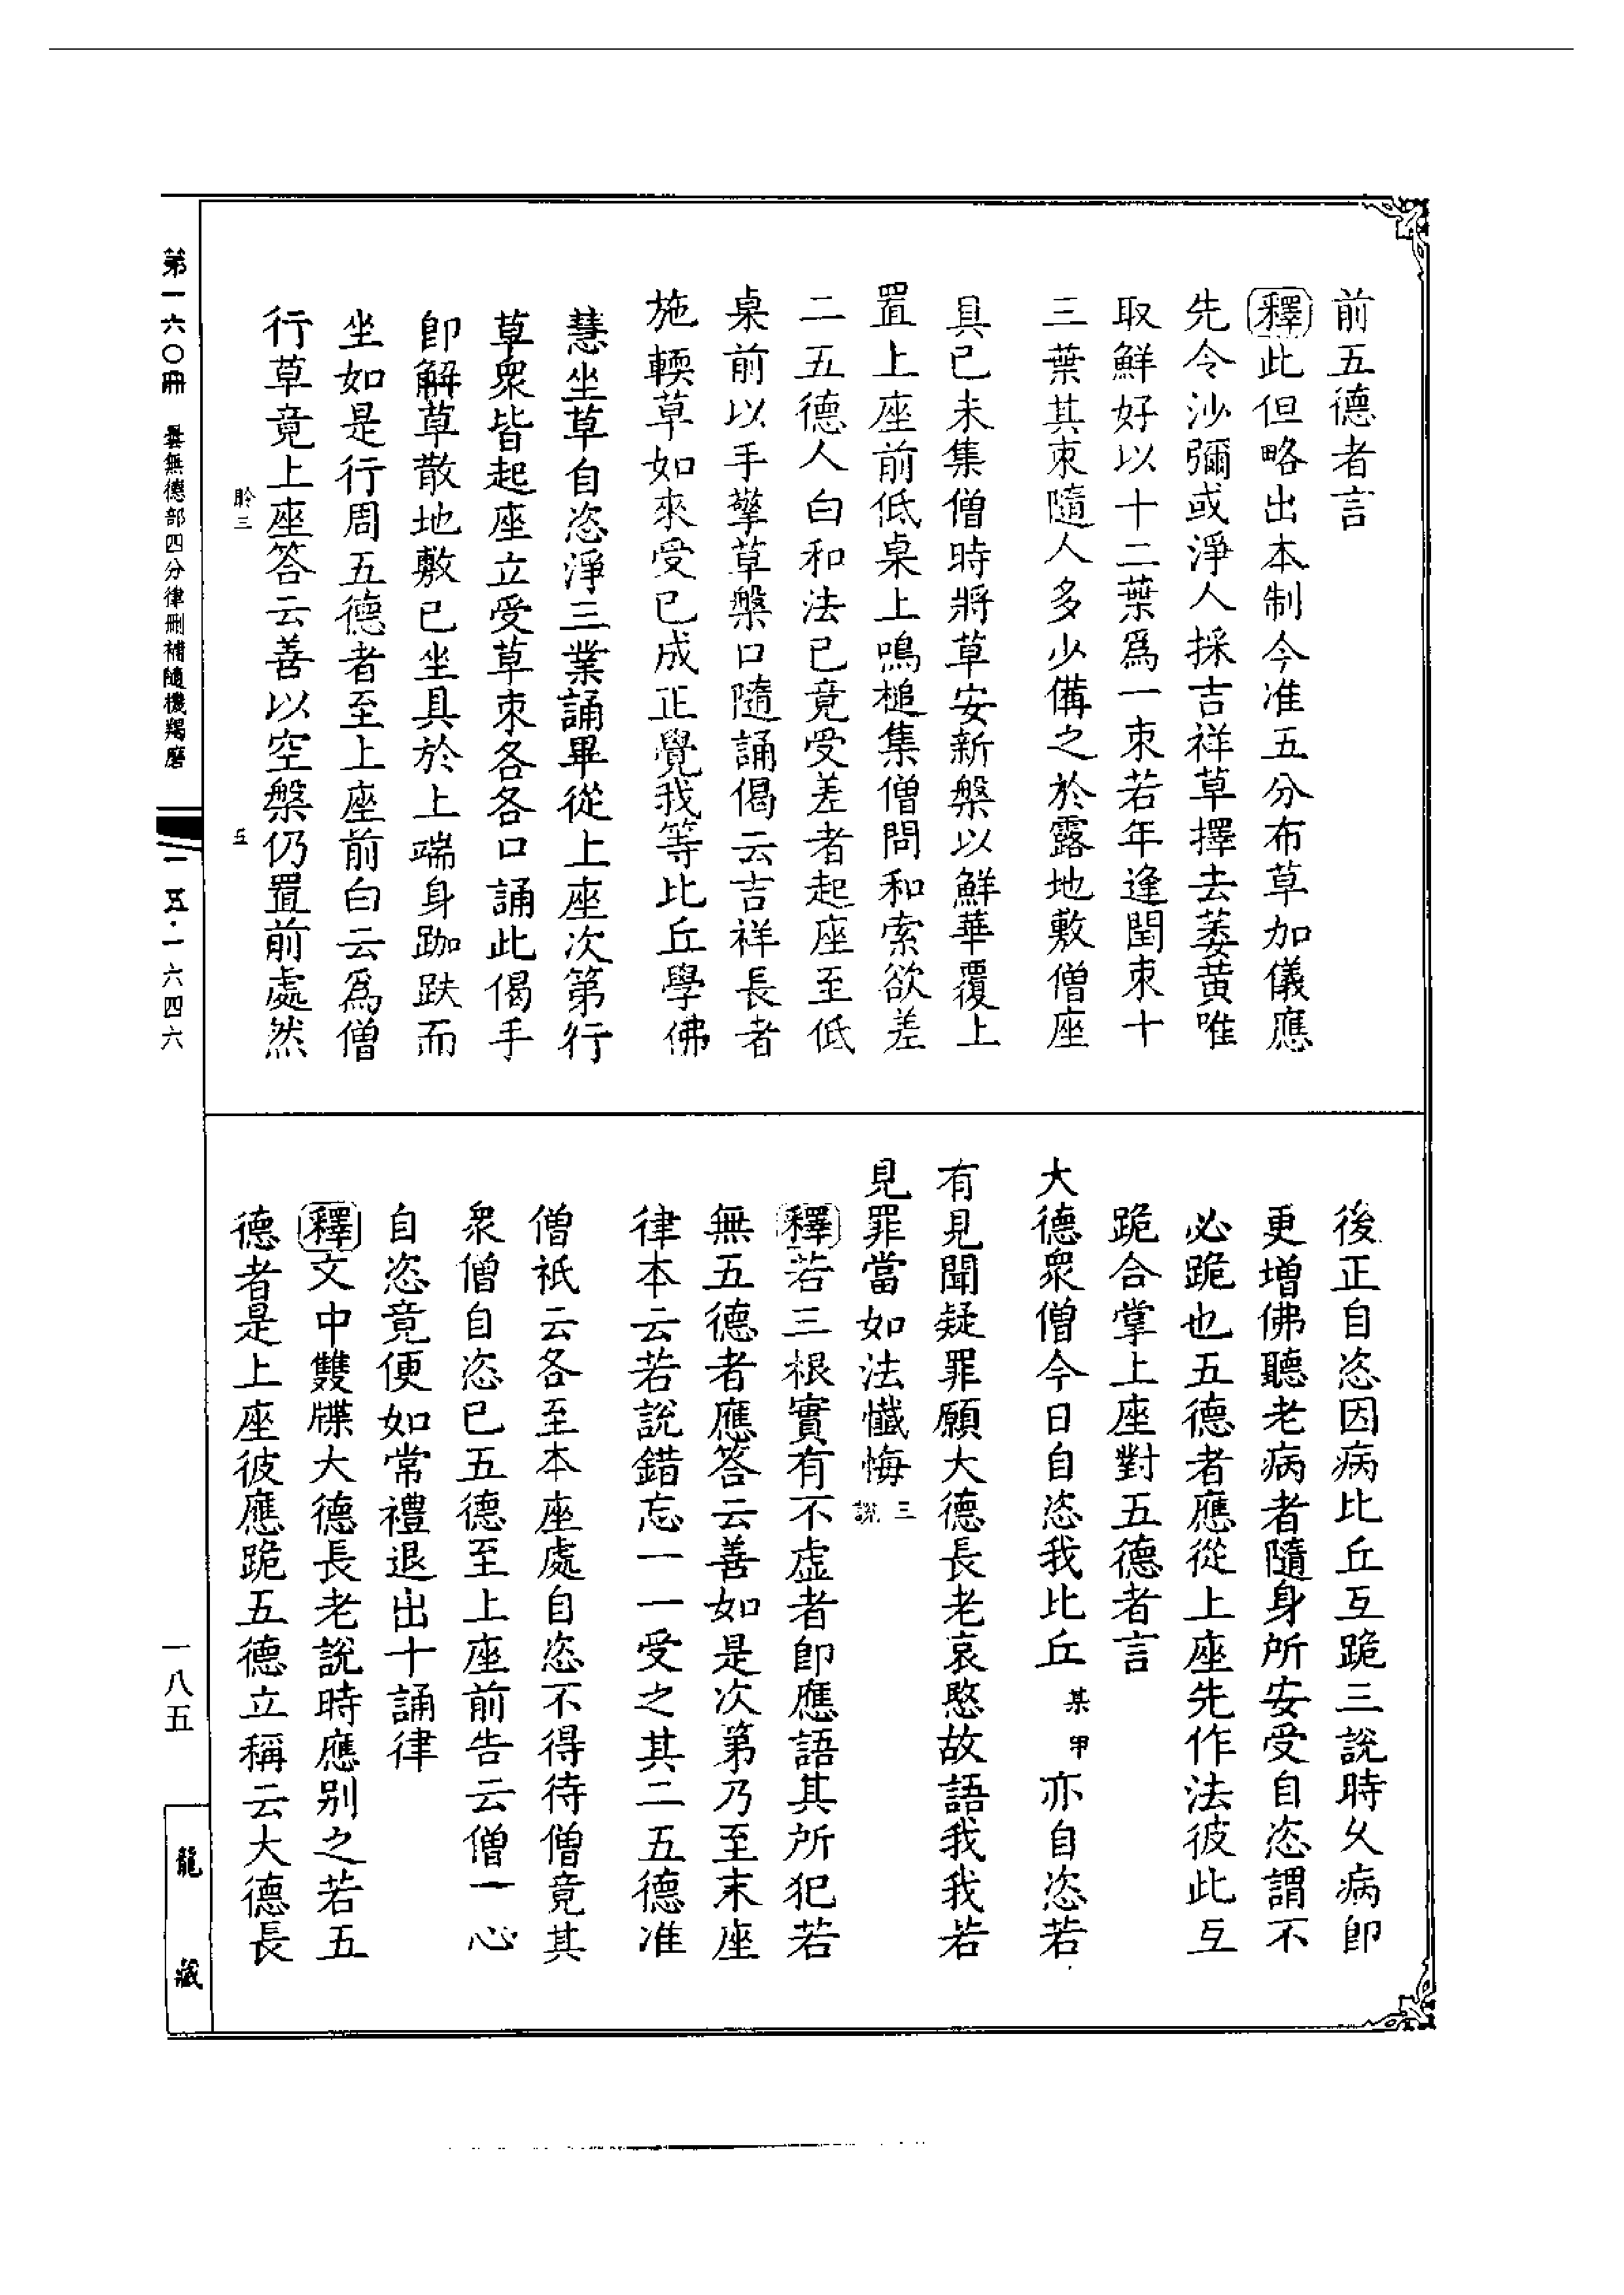 前五德者言
釋此但略出本制今准五分布草加儀應
先令沙彌或淨人採吉祥草擇去萎黃唯
取鮮好以十二葉爲一束若年逢閏束十
三葉其束隨人多少備之於露地敷僧座
具已未集僧時將草安新槃以鮮華覆上
置上座前低桌上鳴槌集僧問和索欲差
二五德人白和法已竟受差者起座至低
桌前以手擎草槃口隨誦偈云吉祥長者
施輭草如來受已成正覺我等比丘學佛
慧坐草自恣淨三業誦畢從上座次第行
草衆皆起座立受草束各各口誦此偈手
卽解草散地敷已坐具於上端身跏趺而
坐如是行周五德者至上座前白云爲僧
行草竟上座答云善以空槃仍置前處然
後正自恣因病比丘互跪三說時久病卽
更增佛聽老病者隨身所安受自恣謂不
必跪也五德者應從上座先作法彼此互
跪合掌上座對五德者言
大德衆僧今日自恣我比丘某甲亦自恣若
有見聞疑罪願大德長老哀愍故語我我若
見罪當如法懺悔三說
釋若三根實有不虛者卽應語其所犯若
無五德者應答云善如是次第乃至末座
律本云若說錯忘一一受之其二五德准
僧祇云各至本座處自恣不得待僧竟其
衆僧自恣已五德至上座前告云僧一心
自恣竟便如常禮退出十誦律
釋文中雙牒大德長老說時應别之若五
德者是上座彼應跪五德立稱云大德長
第一六〇冊 曇無德部四分律刪補隨機羯磨
一五·一六四六
一八五
龍藏
五